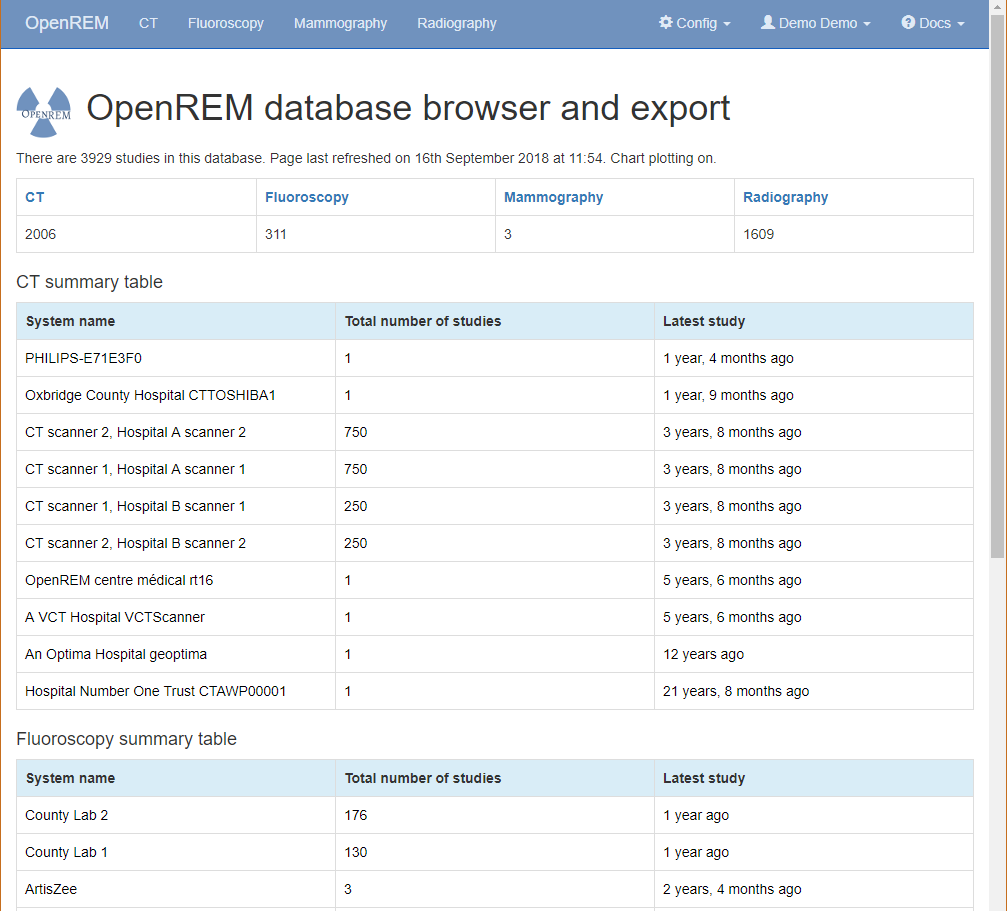 OpenREM CT Fluoroscopy Mammography Radiography Config Demo Demo Docs
OPENREM
OpenREM database browser and export
There are 3929 studies in this database. Page last refreshed on 16th September 2018 at 11:54. Chart plotting on.
CT Fluoroscopy Mammography Radiography
2006 311 3 1609
CT summary table
System name Total number of studies Latest study
PHILIPS-E71E3F0 1 1 year, 4 months ago
Oxbridge County Hospital CTTOSHIBA1 1 1 year, 9 months ago
CT scanner 2, Hospital A scanner 2 750 3 years, 8 months ago
CT scanner 1, Hospital A scanner 1 750 3 years, 8 months ago
CT scanner 1, Hospital B scanner 1 250 3 years, 8 months ago
CT scanner 2, Hospital B scanner 2 250 3 years, 8 months ago
OpenREM centre médical rt16 1 5 years, 6 months ago
A VCT Hospital VCTScanner 1 5 years, 6 months ago
An Optima Hospital geoptima 1 12 years ago
Hospital Number One Trust CTAWP00001 1 21 years, 8 months ago
Fluoroscopy summary table
System name Total number of studies Latest study
County Lab 2 176 1 year ago
County Lab 1 130 1 year ago
ArtisZee 3 2 years, 4 months ago